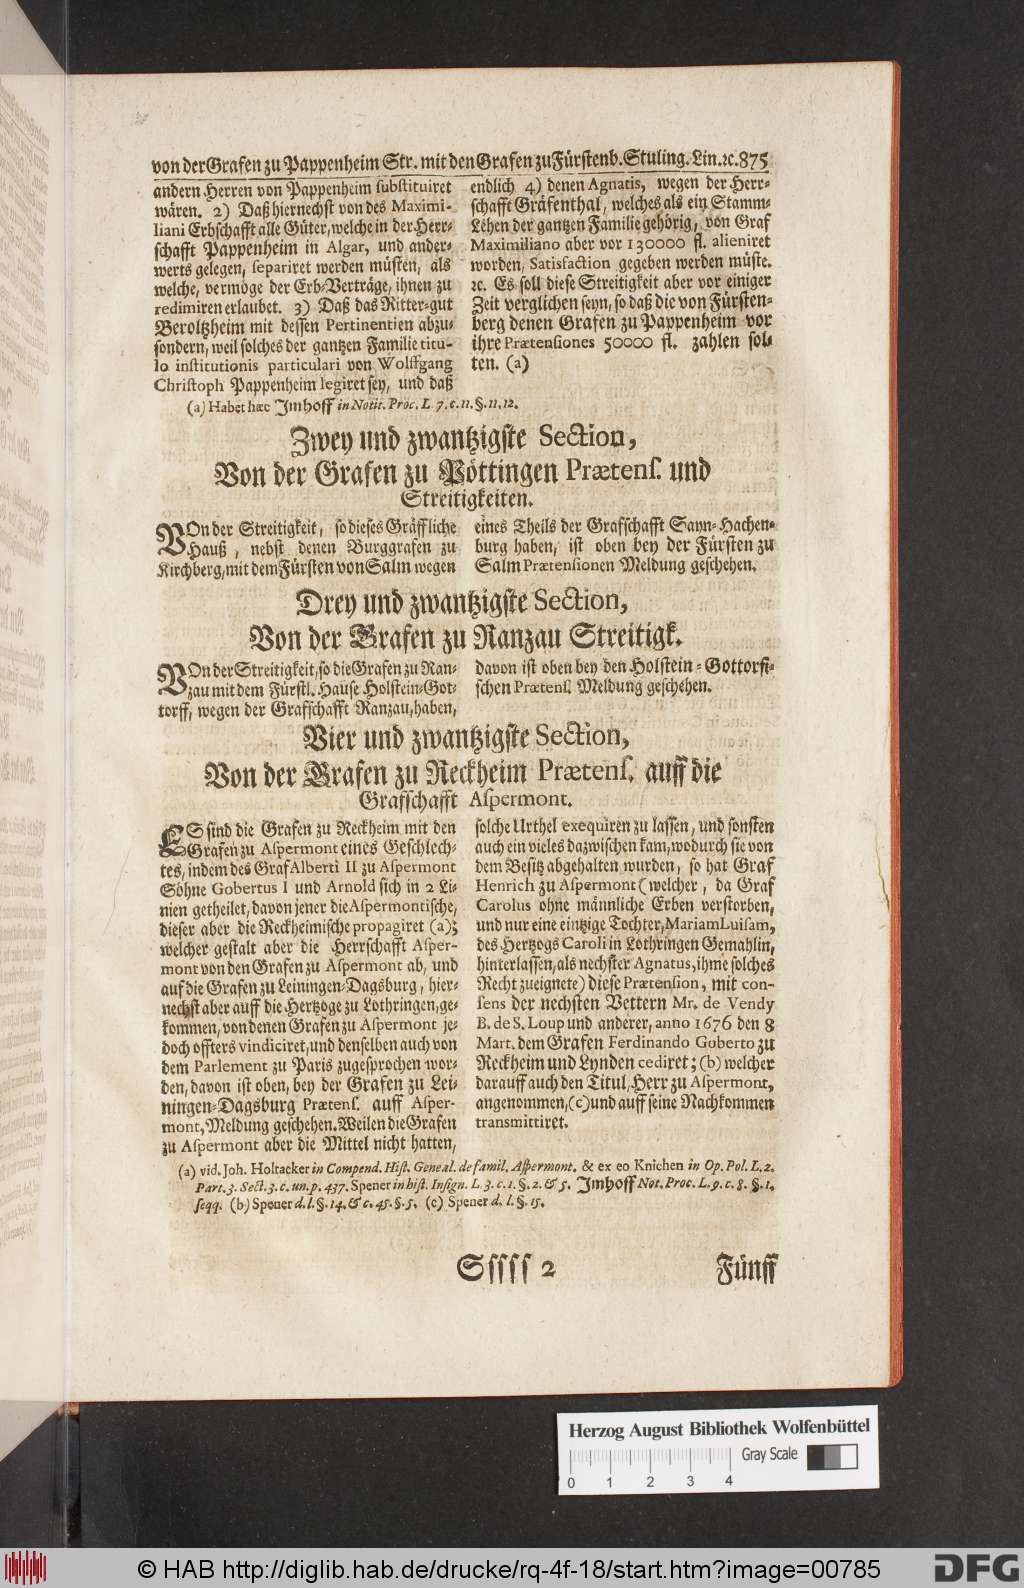 von der Grafen zu Pappenheim Str. mit den Grafen zu Fürstenb. Stuling. Lin. ꝛc. 875
andern Herren von Pappenheim substituiret
wären. 2) Daß hiernechst von des Maximi-
liani Erbschafft alle Güter, welche in der Herr-
schafft Pappenheim in Algar, und ander-
werts gelegen, separiret werden müsten, als
welche, vermöge der Erb-Verträge, ihnen zu
redimiren erlaubet. 3) Daß das Ritter-gut
Beroltzheim mit dessen Pertinentien abzu-
sondern, weil solches der gantzen Familie titu-
lo institutionis particulari von Wolffgang
Christoph Pappenheim legiret sey, und daß
endlich 4) denen Agnatis, wegen der Herr-
schafft Gräfenthal, welches als ein Stamm-
Lehen der gantzen Familie gehörig, von Graf
Maximiliano aber vor 130000 fl. alieniret
worden, Satisfaction gegeben werden müste.
ꝛc. Es soll diese Streitigkeit aber vor einiger
Zeit verglichen seyn, so daß die von Fürsten-
berg denen Grafen zu Pappenheim vor
ihre Prætensiones 50000 fl. zahlen sol-
ten. (a)
(a) Habet hæc Imhoff in Notit. Proc. L. 7. c. 11. §. 11. 12.
Zwey und zwantzigste Section,
Von der Grafen zu Pöttingen Prætens. und
Streitigkeiten.
VOn der Streitigkeit, so dieses Gräffliche
Hauß, nebst denen Burggrafen zu
Kirchberg, mit dem Fürsten von Salm wegen
eines Theils der Grafschafft Sayn-Hachen-
burg haben, ist oben bey der Fürsten zu
Salm Prætensionen Meldung geschehen.
Drey und zwantzigste Section,
Von der Grafen zu Ranzau Streitigk.
VOn der Streitigkeit, so die Grafen zu Ran-
zau mit dem Fürstl. Hause Holstein-Got-
torff, wegen der Grafschafft Ranzau, haben,
davon ist oben bey den Holstein-Gottorfi-
schen Prætens. Meldung geschehen.
Vier und zwantzigste Section,
Von der Grafen zu Reckheim Prætens. auff die
Grafschafft Aspermont.
ES sind die Grafen zu Reckheim mit den
Grafen zu Aspermont eines Geschlech-
tes, indem des Graf Alberti II zu Aspermont
Söhne Gobertus I und Arnold sich in 2 Li-
nien getheilet, davon jener die Aspermontische,
dieser aber die Reckheimische propagiret (a);
welcher gestalt aber die Herrschafft Asper-
mont von den Grafen zu Aspermont ab, und
auf die Grafen zu Leiningen-Dagsburg, hier-
nechst aber auff die Hertzoge zu Lothringen, ge-
kommen, von denen Grafen zu Aspermont je-
doch offters vindiciret, und denselben auch von
dem Parlement zu Paris zugesprochen wor-
den, davon ist oben, bey der Grafen zu Lei-
ningen-Dagsburg Prætens. auff Asper-
mont, Meldung geschehen. Weilen die Grafen
zu Aspermont aber die Mittel nicht hatten,
solche Urthel exequiren zu lassen, und sonsten
auch ein vieles dazwischen kam, wodurch sie von
dem Besitz abgehalten wurden, so hat Graf
Henrich zu Aspermont (welcher, da Graf
Carolus ohne männliche Erben verstorben,
und nur eine eintzige Tochter, Mariam Luisam,
des Hertzogs Caroli in Lothringen Gemahlin,
hinterlassen, als nechster Agnatus, ihme solches
Recht zueignete) diese Prætension, mit con-
sens der nechsten Vettern Mr. de Vendy
B. de S. Loup und anderer, anno 1676 den 8
Mart. dem Grafen Ferdinando Goberto zu
Reckheim und Lynden cediret; (b) welcher
darauff auch den Titul, Herr zu Aspermont,
angenommen, (c) und auff seine Nachkommen
transmittiret.
(a) vid. Joh. Holtacker in Compend. Hist. Geneal. de famil. Aspermont. & ex eo Knichen in Op. Pol. L. 2.
Part. 3. Sect. 3. c. un. p. 437. Spener in hist. Insign. L. 3. c. 1. §. 2. & 5. Imhoff Not. Proc. L. 9. c. 8. §. 1.
seqq. (b) Spener d. l. §. 14. & c. 45. §. 5. (c) Spener d. l. §. 15.
Sssss 2 Fünff
Herzog August Bibliothek Wolfenbüttel
Gray Scale
0 1 2 3 4
© HAB http://diglib.hab.de/drucke/rq-4f-18/start.htm?image=00785
DFG